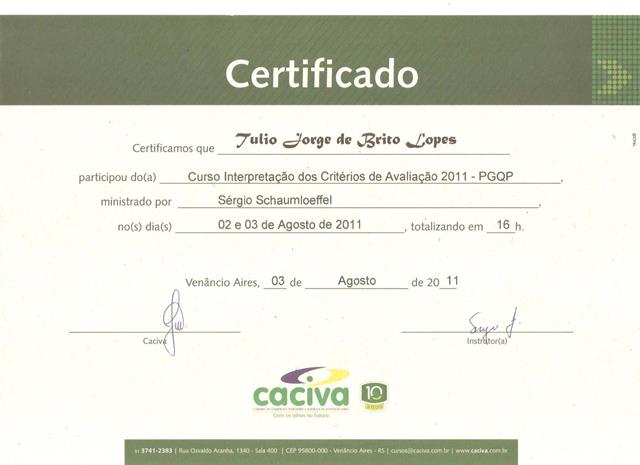 Certificado
Certificamos que Tulio Jorge de Brito Lopes
participou do(a) Curso Interpretação dos Critérios de Avaliação 2011 - PGQP,
ministrado por Sérgio Schaumloeffel,
no(s) dia(s) 02 e 03 de Agosto de 2011, totalizando em 16 h.
Venâncio Aires, 03 de Agosto de 2011
Caciva
Instrutor(a)
caciva
10
Com os olhos no futuro
51 3741-2383 | Rua Osvaldo Aranha, 1340 - Sala 400 | CEP 95800-000 - Venâncio Aires - RS | cursos@caciva.com.br | www.caciva.com.br